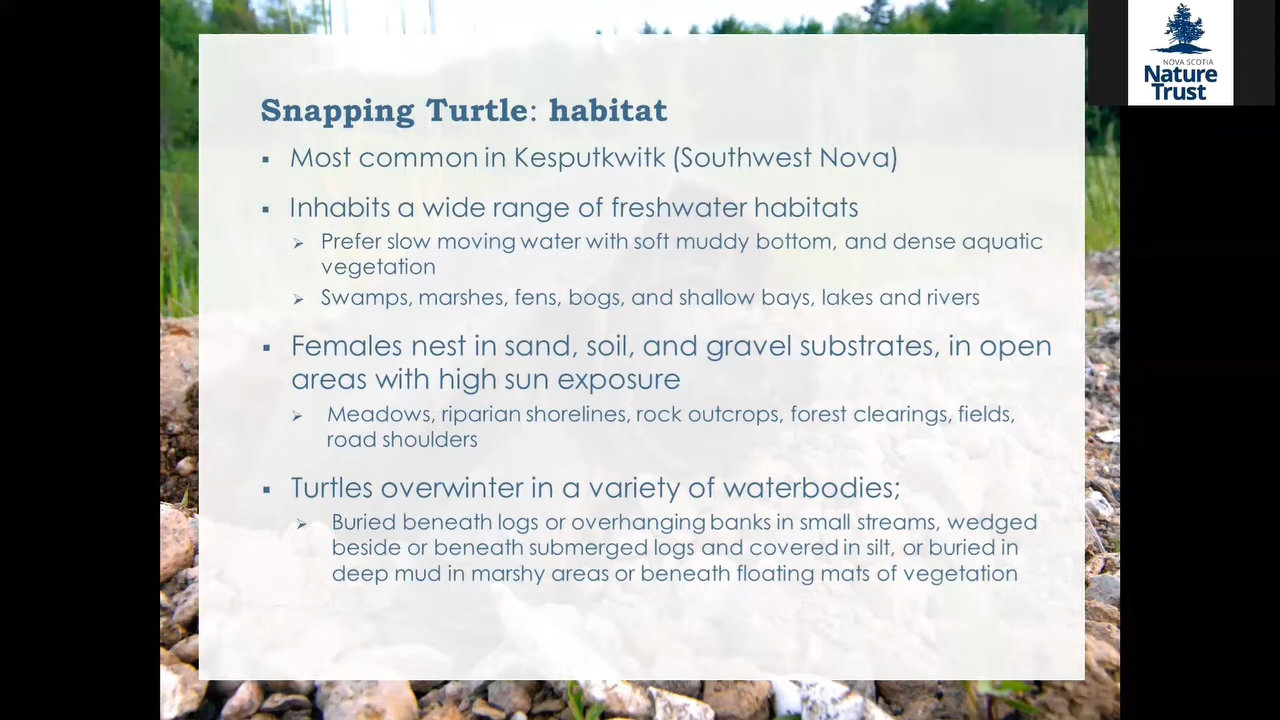 NOVA SCOTIA
Nature
Trust
Snapping Turtle: habitat
▪ Most common in Kesputkwitk (Southwest Nova)
▪ Inhabits a wide range of freshwater habitats
➢ Prefer slow moving water with soft muddy bottom, and dense aquatic
vegetation
➢ Swamps, marshes, fens, bogs, and shallow bays, lakes and rivers
▪ Females nest in sand, soil, and gravel substrates, in open
areas with high sun exposure
➢ Meadows, riparian shorelines, rock outcrops, forest clearings, fields,
road shoulders
▪ Turtles overwinter in a variety of waterbodies;
➢ Buried beneath logs or overhanging banks in small streams, wedged
beside or beneath submerged logs and covered in silt, or buried in
deep mud in marshy areas or beneath floating mats of vegetation